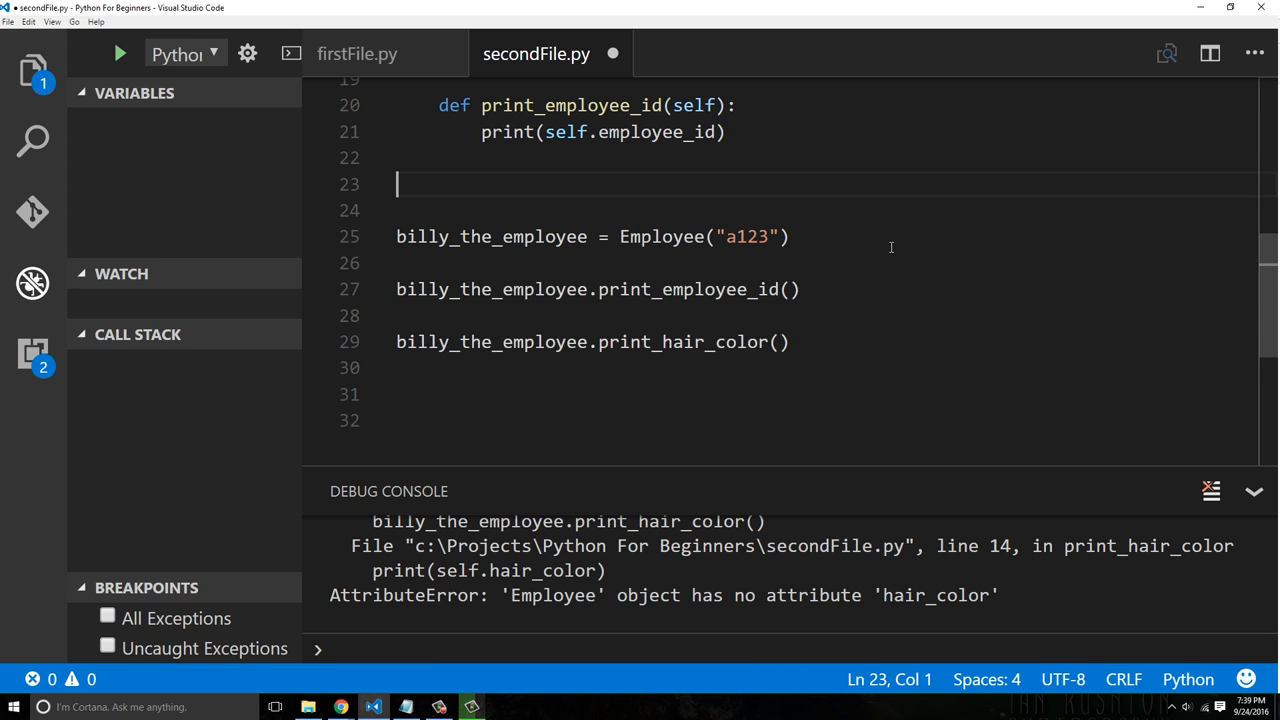 ● secondFile.py - Python For Beginners - Visual Studio Code
File Edit View Go Help
Pythor
firstFile.py
secondFile.py
1
2
VARIABLES
WATCH
CALL STACK
BREAKPOINTS
All Exceptions
Uncaught Exceptions
19
20 def print_employee_id(self):
21 print(self.employee_id)
22
23
24
25 billy_the_employee = Employee("a123")
26
27 billy_the_employee.print_employee_id()
28
29 billy_the_employee.print_hair_color()
30
31
32
DEBUG CONSOLE
billy_the_employee.print_hair_color()
File "c:\Projects\Python For Beginners\secondFile.py", line 14, in print_hair_color
print(self.hair_color)
AttributeError: 'Employee' object has no attribute 'hair_color'
0 0
Ln 23, Col 1 Spaces: 4 UTF-8 CRLF Python
I'm Cortana. Ask me anything.
7:39 PM
9/24/2016